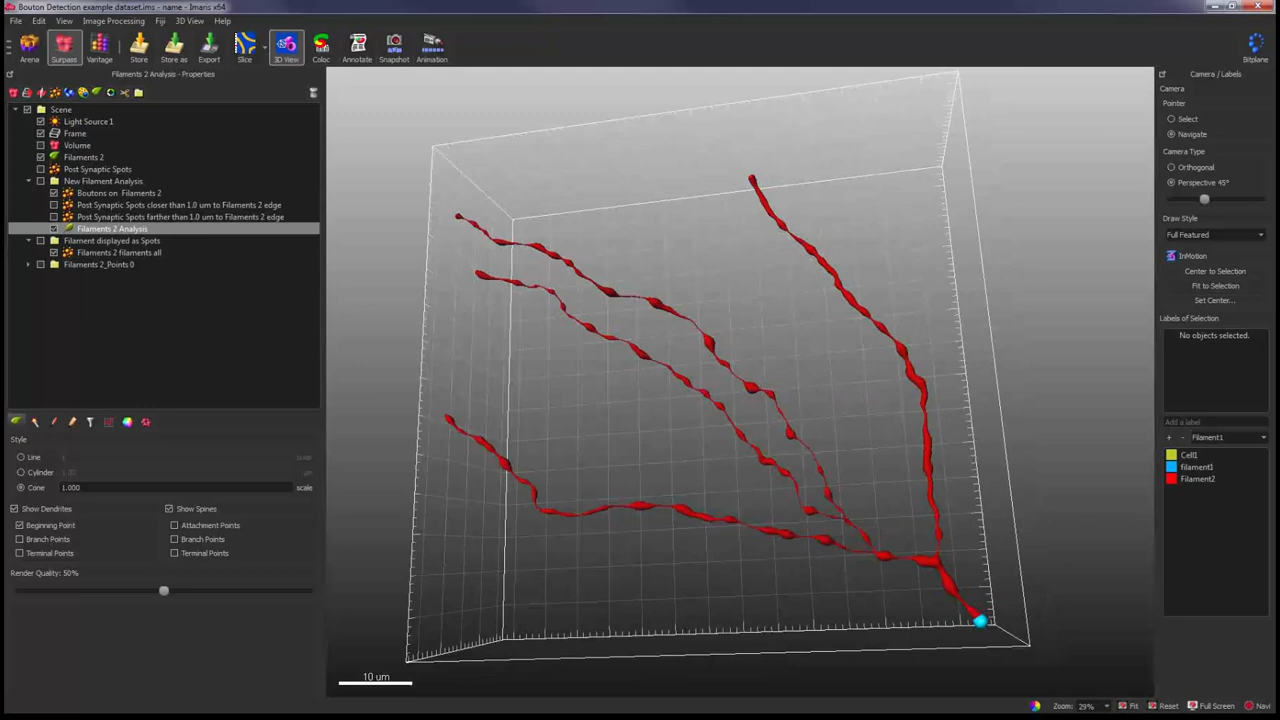 Bouton Detection example dataset.ims - name - Imaris x64
File Edit View Image Processing Fiji 3D View Help
Arena Surpass Vantage Store Store as Export Slice 3D View Coloc Annotate Snapshot Animation Bitplane
Filaments 2 Analysis - Properties
Scene
Light Source 1
Frame
Volume
Filaments 2
Post Synaptic Spots
New Filament Analysis
Boutons on Filaments 2
Post Synaptic Spots closer than 1.0 um to Filaments 2 edge
Post Synaptic Spots farther than 1.0 um to Filaments 2 edge
Filaments 2 Analysis
Filament displayed as Spots
Filaments 2 filaments all
Filaments 2_Points 0
Style
Line 1
Cylinder 1.00 um
Cone 1.000 scale
Show Dendrites Show Spines
Beginning Point Attachment Points
Branch Points Branch Points
Terminal Points Terminal Points
Render Quality: 50%
10 um
Camera / Labels
Camera
Pointer
Select
Navigate
Camera Type
Orthogonal
Perspective 45°
Draw Style
Full Featured
InMotion
Center to Selection
Fit to Selection
Set Center...
Labels of Selection
No objects selected.
Add a label
+ - Filament1
Cell1
filament1
Filament2
Zoom: 29% Fit Reset Full Screen Navi